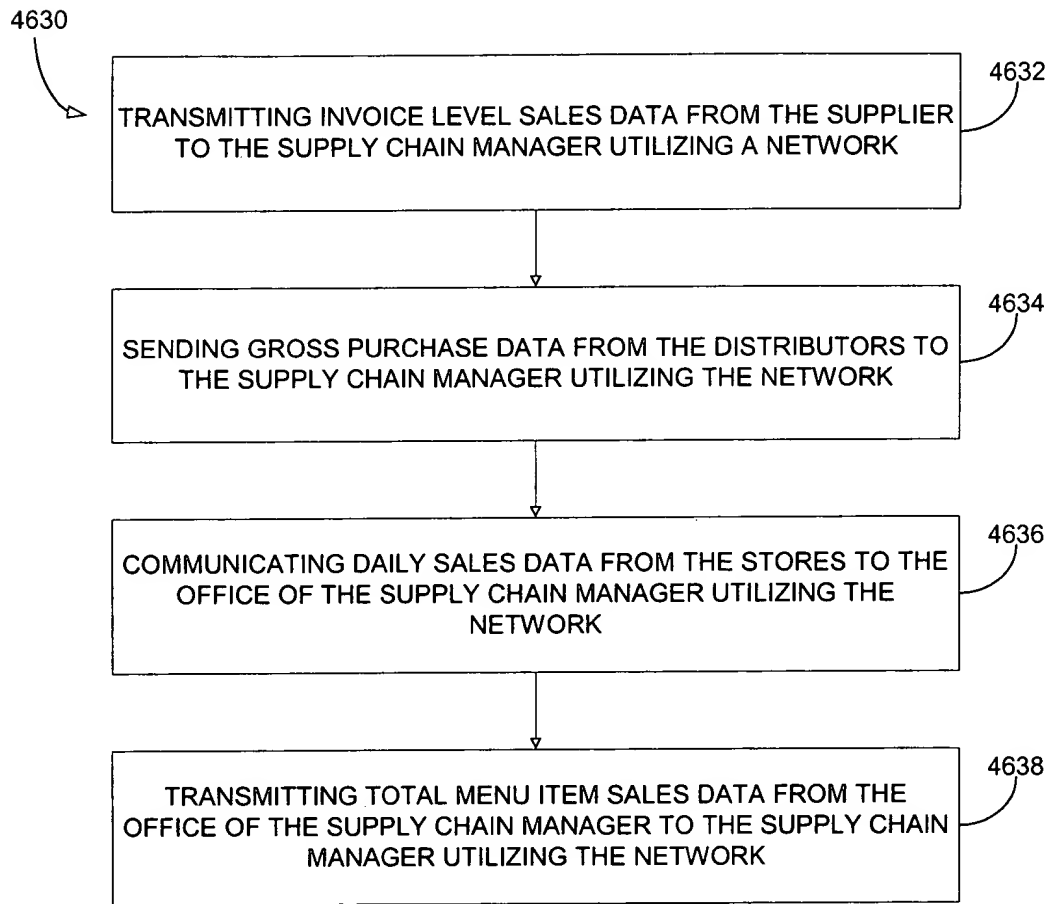 4630
4632
TRANSMITTING INVOICE LEVEL SALES DATA FROM THE SUPPLIER
TO THE SUPPLY CHAIN MANAGER UTILIZING A NETWORK
4634
SENDING GROSS PURCHASE DATA FROM THE DISTRIBUTORS TO
THE SUPPLY CHAIN MANAGER UTILIZING THE NETWORK
4636
COMMUNICATING DAILY SALES DATA FROM THE STORES TO THE
OFFICE OF THE SUPPLY CHAIN MANAGER UTILIZING THE
NETWORK
4638
TRANSMITTING TOTAL MENU ITEM SALES DATA FROM THE
OFFICE OF THE SUPPLY CHAIN MANAGER TO THE SUPPLY CHAIN
MANAGER UTILIZING THE NETWORK